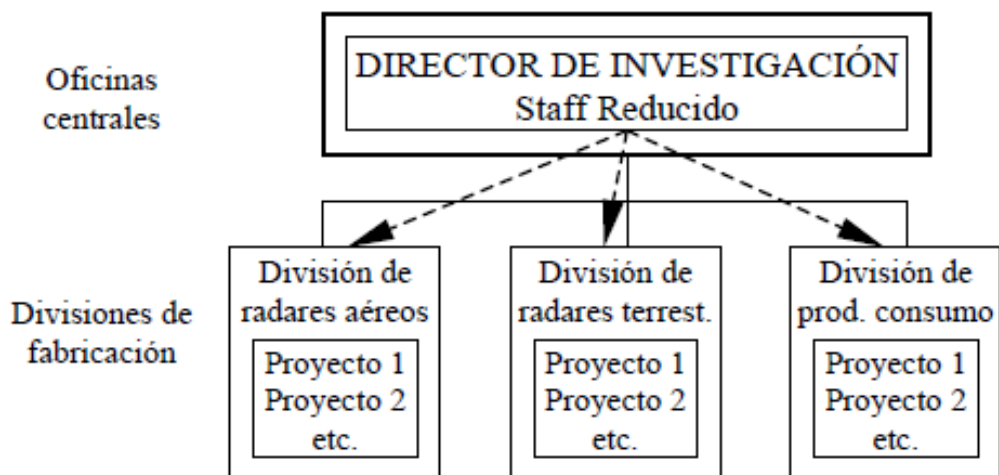 Oficinas
centrales
DIRECTOR DE INVESTIGACIÓN
Staff Reducido
Divisiones de
fabricación
División de
radares aéreos
Proyecto 1
Proyecto 2
etc.
División de
radares terrest.
Proyecto 1
Proyecto 2
etc.
División de
prod. consumo
Proyecto 1
Proyecto 2
etc.